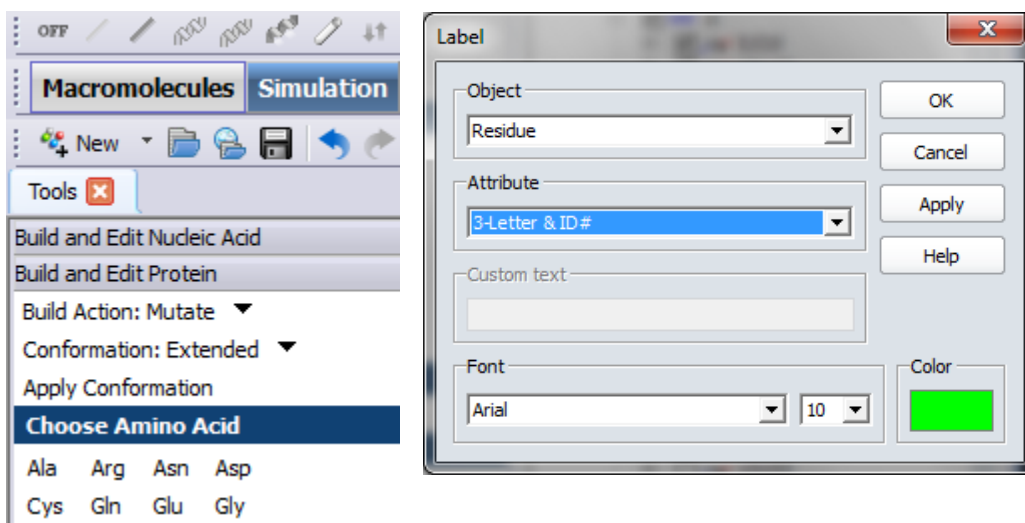 OFF
Macromolecules Simulation
New
Tools
Build and Edit Nucleic Acid
Build and Edit Protein
Build Action: Mutate
Conformation: Extended
Apply Conformation
Choose Amino Acid
Ala Arg Asn Asp
Cys Gln Glu Gly
Label
Object
Residue
OK
Cancel
Attribute
3-Letter & ID#
Apply
Help
Custom text
Font
Arial 10
Color